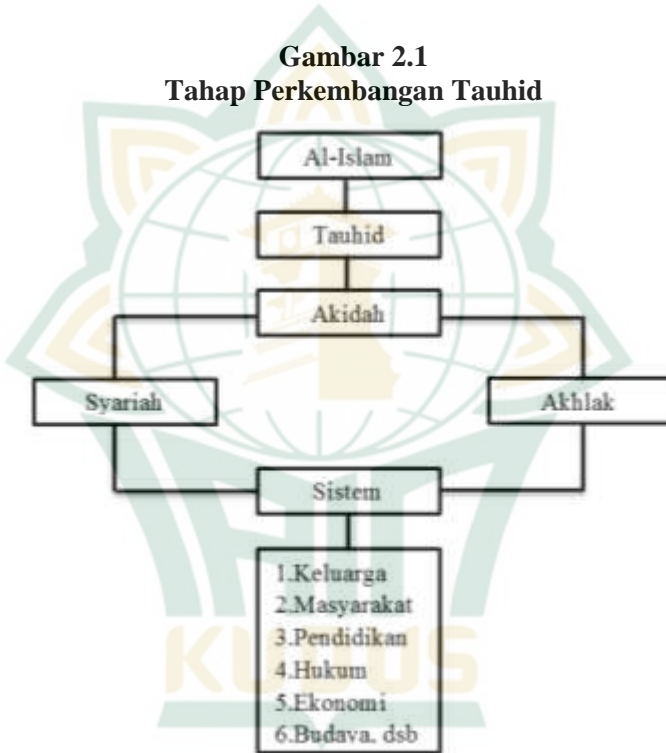 Gambar 2.1
Tahap Perkembangan Tauhid
Al-Islam
Tauhid
Akidah
Syariah
Akhlak
Sistem
1.Keluarga
2.Masyarakat
3.Pendidikan
4.Hukum
5.Ekonomi
6.Budaya, dsb
KUDUS